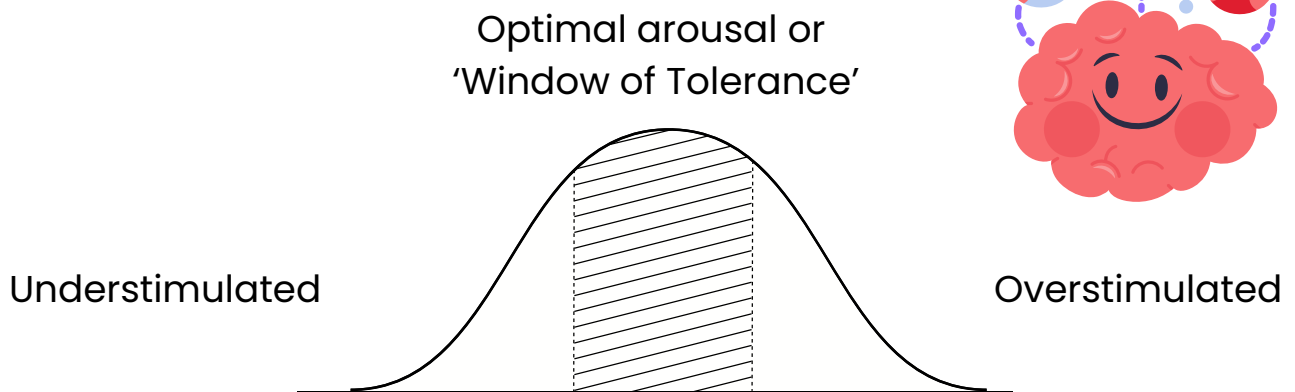 Optimal arousal or
‘Window of Tolerance’
Understimulated
Overstimulated